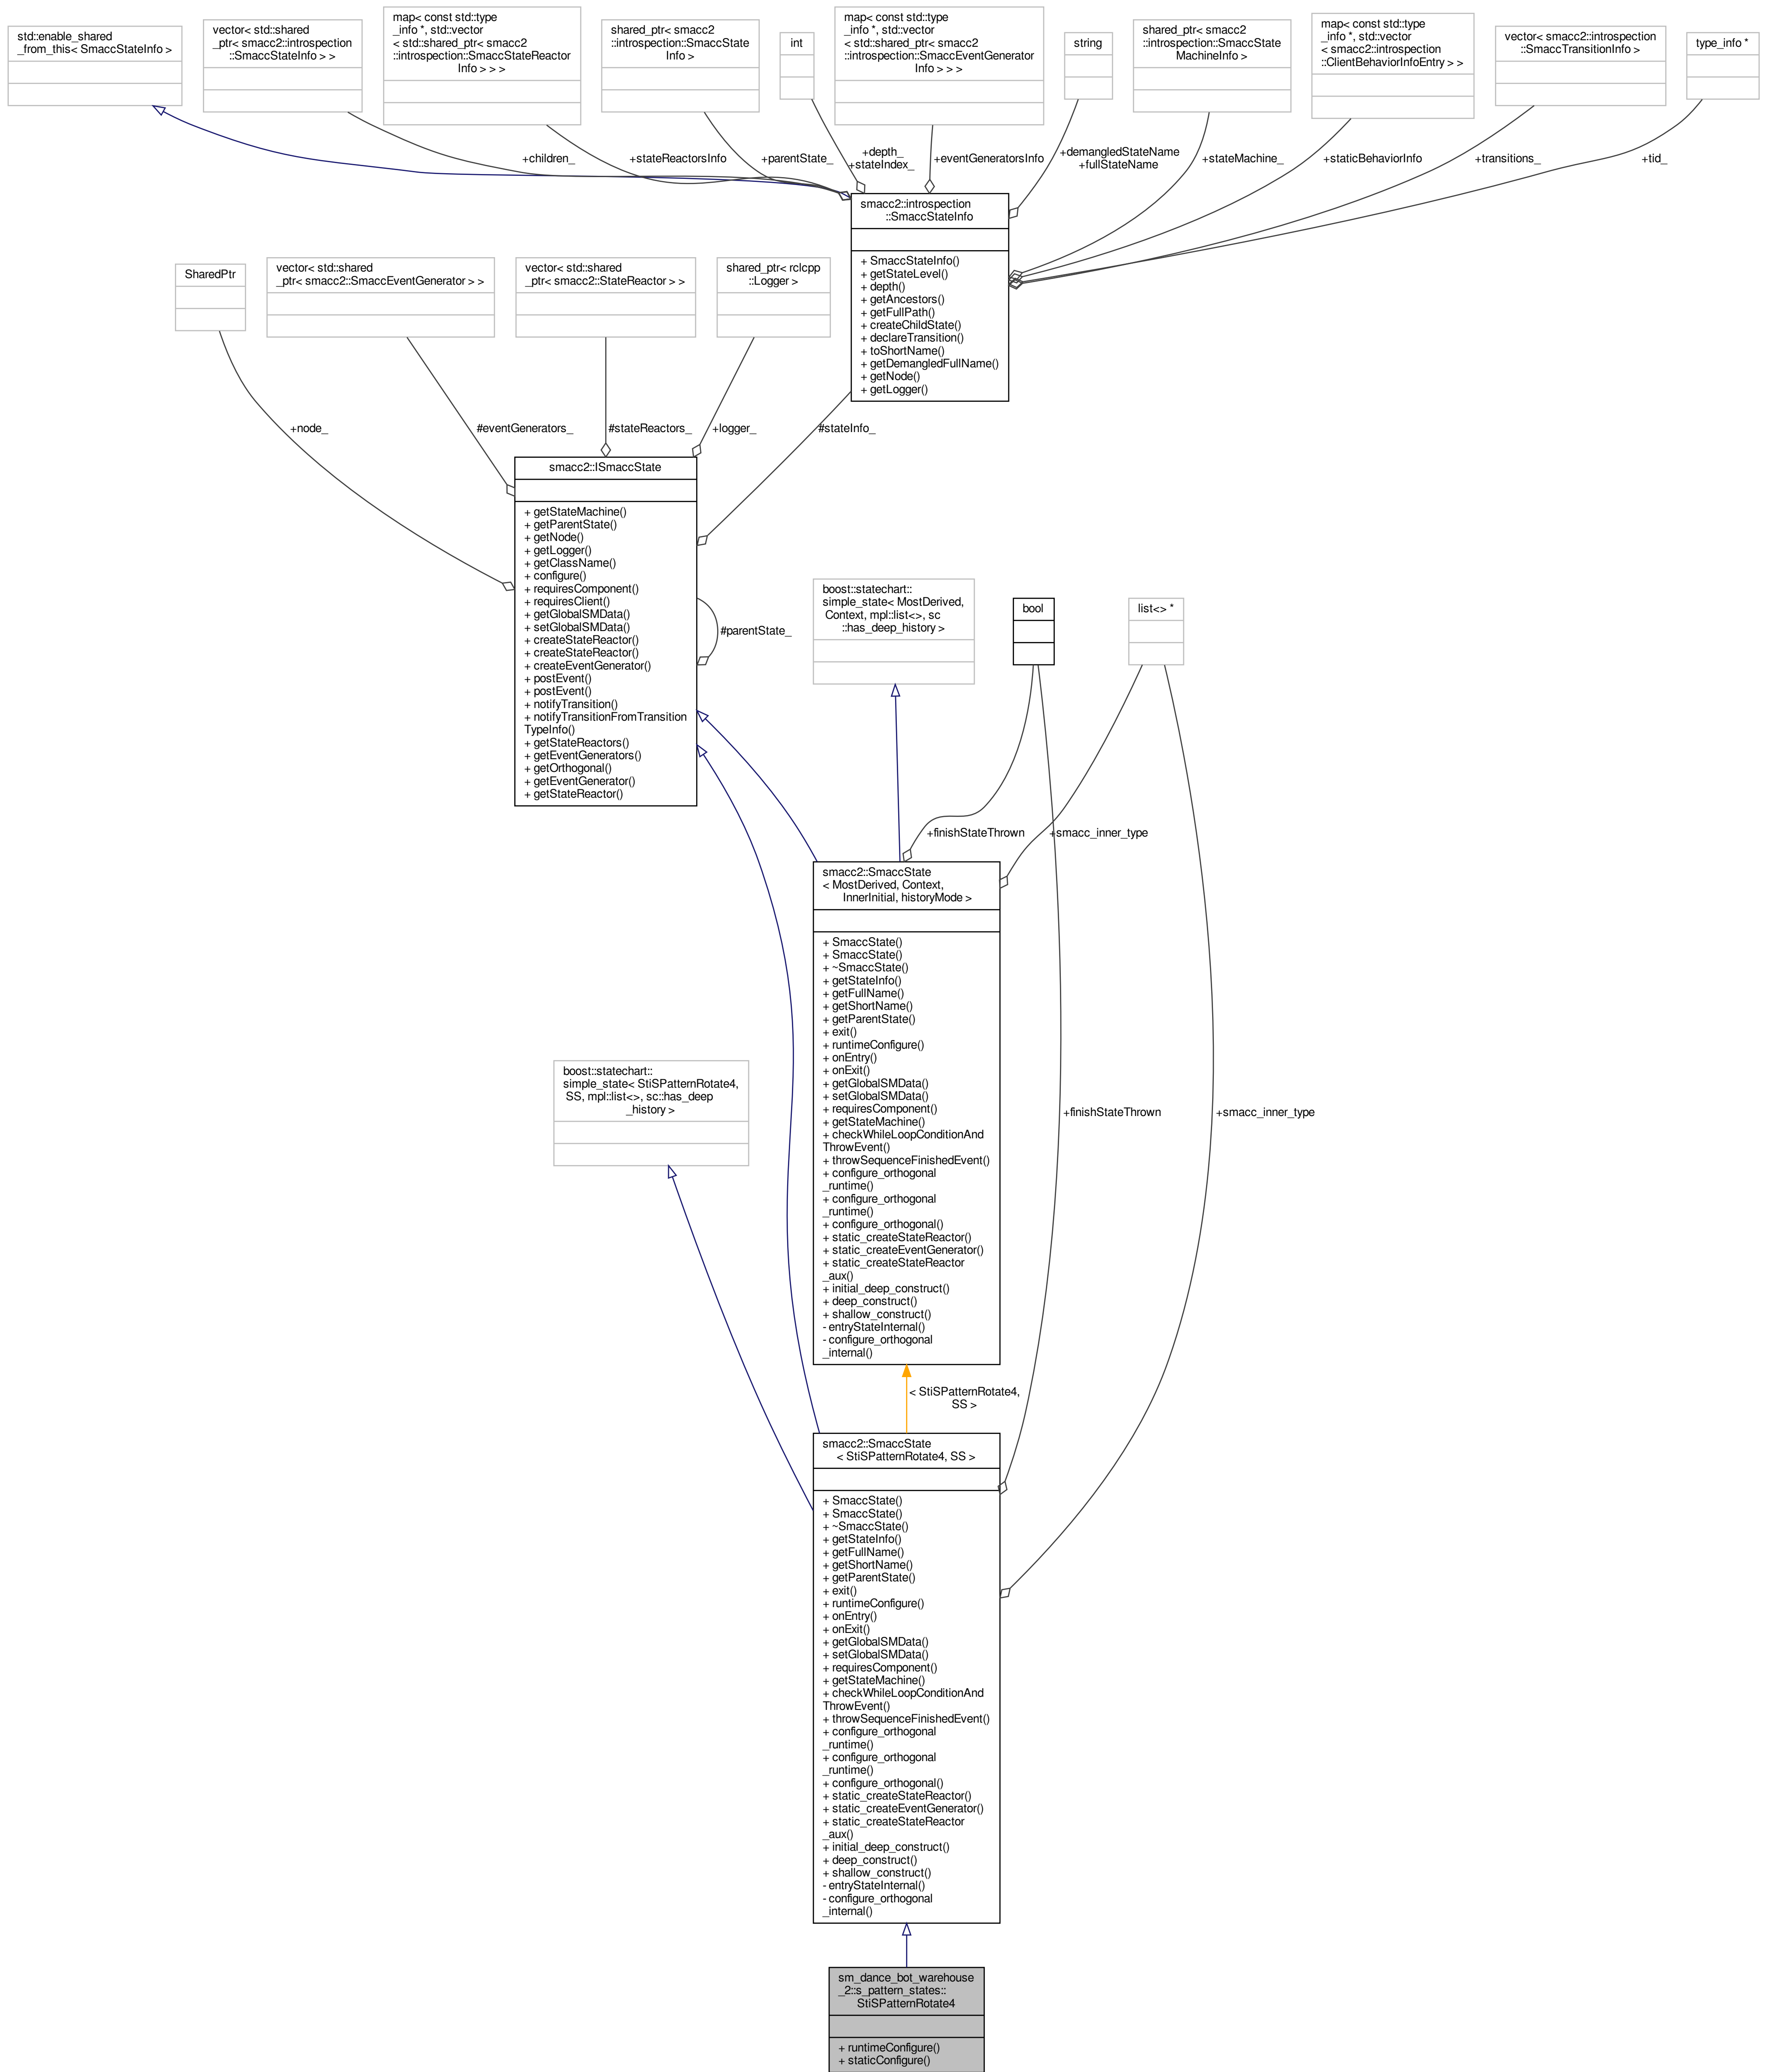 std::enable_shared
_from_this< SmaccStateInfo >
vector< std::shared
_ptr< smacc2::introspection
::SmaccStateInfo > >
map< const std::type
_info *, std::vector
< std::shared_ptr< smacc2
::introspection::SmaccStateReactor
Info > > >
shared_ptr< smacc2
::introspection::SmaccState
Info >
int
map< const std::type
_info *, std::vector
< std::shared_ptr< smacc2
::introspection::SmaccEventGenerator
Info > > >
string
shared_ptr< smacc2
::introspection::SmaccState
MachineInfo >
map< const std::type
_info *, std::vector
< smacc2::introspection
::ClientBehaviorInfoEntry > >
vector< smacc2::introspection
::SmaccTransitionInfo >
type_info *
+children_
+stateReactorsInfo
+parentState_
+depth_
+stateIndex_
+eventGeneratorsInfo
+demangledStateName
+fullStateName
+stateMachine_
+staticBehaviorInfo
+transitions_
+tid_
smacc2::introspection
::SmaccStateInfo
+ SmaccStateInfo()
+ getStateLevel()
+ depth()
+ getAncestors()
+ getFullPath()
+ createChildState()
+ declareTransition()
+ toShortName()
+ getDemangledFullName()
+ getNode()
+ getLogger()
SharedPtr
vector< std::shared
_ptr< smacc2::SmaccEventGenerator > >
vector< std::shared
_ptr< smacc2::StateReactor > >
shared_ptr< rclcpp
::Logger >
+node_
#eventGenerators_
#stateReactors_
+logger_
#stateInfo_
smacc2::ISmaccState
+ getStateMachine()
+ getParentState()
+ getNode()
+ getLogger()
+ getClassName()
+ configure()
+ requiresComponent()
+ requiresClient()
+ getGlobalSMData()
+ setGlobalSMData()
+ createStateReactor()
+ createStateReactor()
+ createEventGenerator()
+ postEvent()
+ postEvent()
+ notifyTransition()
+ notifyTransitionFromTransition
TypeInfo()
+ getStateReactors()
+ getEventGenerators()
+ getOrthogonal()
+ getEventGenerator()
+ getStateReactor()
#parentState_
boost::statechart::
simple_state< MostDerived,
Context, mpl::list<>, sc
::has_deep_history >
bool
list<> *
+finishStateThrown
+smacc_inner_type
smacc2::SmaccState
< MostDerived, Context,
InnerInitial, historyMode >
+ SmaccState()
+ SmaccState()
+ ~SmaccState()
+ getStateInfo()
+ getFullName()
+ getShortName()
+ getParentState()
+ exit()
+ runtimeConfigure()
+ onEntry()
+ onExit()
+ getGlobalSMData()
+ setGlobalSMData()
+ requiresComponent()
+ getStateMachine()
+ checkWhileLoopConditionAnd
ThrowEvent()
+ throwSequenceFinishedEvent()
+ configure_orthogonal
_runtime()
+ configure_orthogonal
_runtime()
+ configure_orthogonal()
+ static_createStateReactor()
+ static_createEventGenerator()
+ static_createStateReactor
_aux()
+ initial_deep_construct()
+ deep_construct()
+ shallow_construct()
- entryStateInternal()
- configure_orthogonal
_internal()
boost::statechart::
simple_state< StiSPatternRotate4,
SS, mpl::list<>, sc::has_deep
_history >
+finishStateThrown
+smacc_inner_type
< StiSPatternRotate4,
SS >
smacc2::SmaccState
< StiSPatternRotate4, SS >
+ SmaccState()
+ SmaccState()
+ ~SmaccState()
+ getStateInfo()
+ getFullName()
+ getShortName()
+ getParentState()
+ exit()
+ runtimeConfigure()
+ onEntry()
+ onExit()
+ getGlobalSMData()
+ setGlobalSMData()
+ requiresComponent()
+ getStateMachine()
+ checkWhileLoopConditionAnd
ThrowEvent()
+ throwSequenceFinishedEvent()
+ configure_orthogonal
_runtime()
+ configure_orthogonal
_runtime()
+ configure_orthogonal()
+ static_createStateReactor()
+ static_createEventGenerator()
+ static_createStateReactor
_aux()
+ initial_deep_construct()
+ deep_construct()
+ shallow_construct()
- entryStateInternal()
- configure_orthogonal
_internal()
sm_dance_bot_warehouse
_2::s_pattern_states::
StiSPatternRotate4
+ runtimeConfigure()
+ staticConfigure()